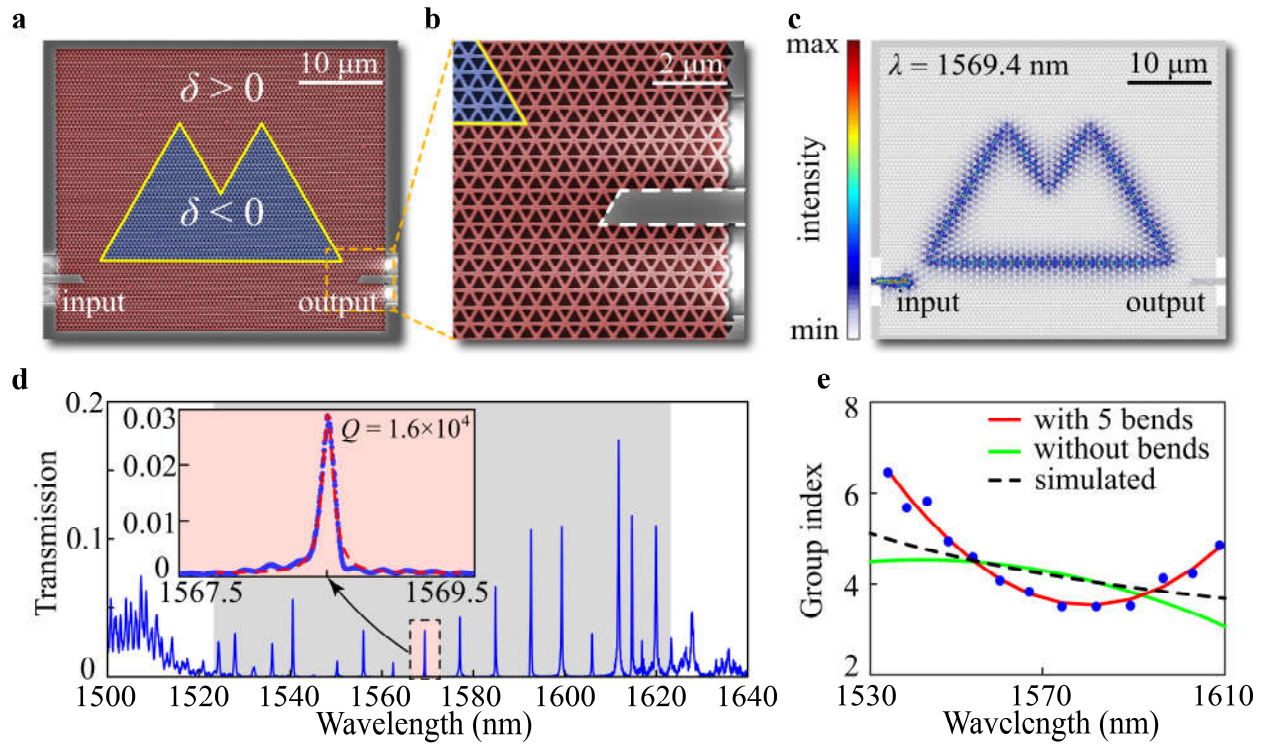 a
10 μm
δ > 0
δ < 0
input
output
b
2 μm
c
max
intensity
min
λ = 1569.4 nm
10 μm
input
output
d
Transmission
0.2
0.1
0
0.03
0.02
0.01
0
Q = 1.6×10⁴
1567.5
1569.5
1500
1520
1540
1560
1580
1600
1620
1640
Wavelength (nm)
e
Group index
8
6
4
2
with 5 bends
without bends
simulated
1530
1570
1610
Wavelength (nm)